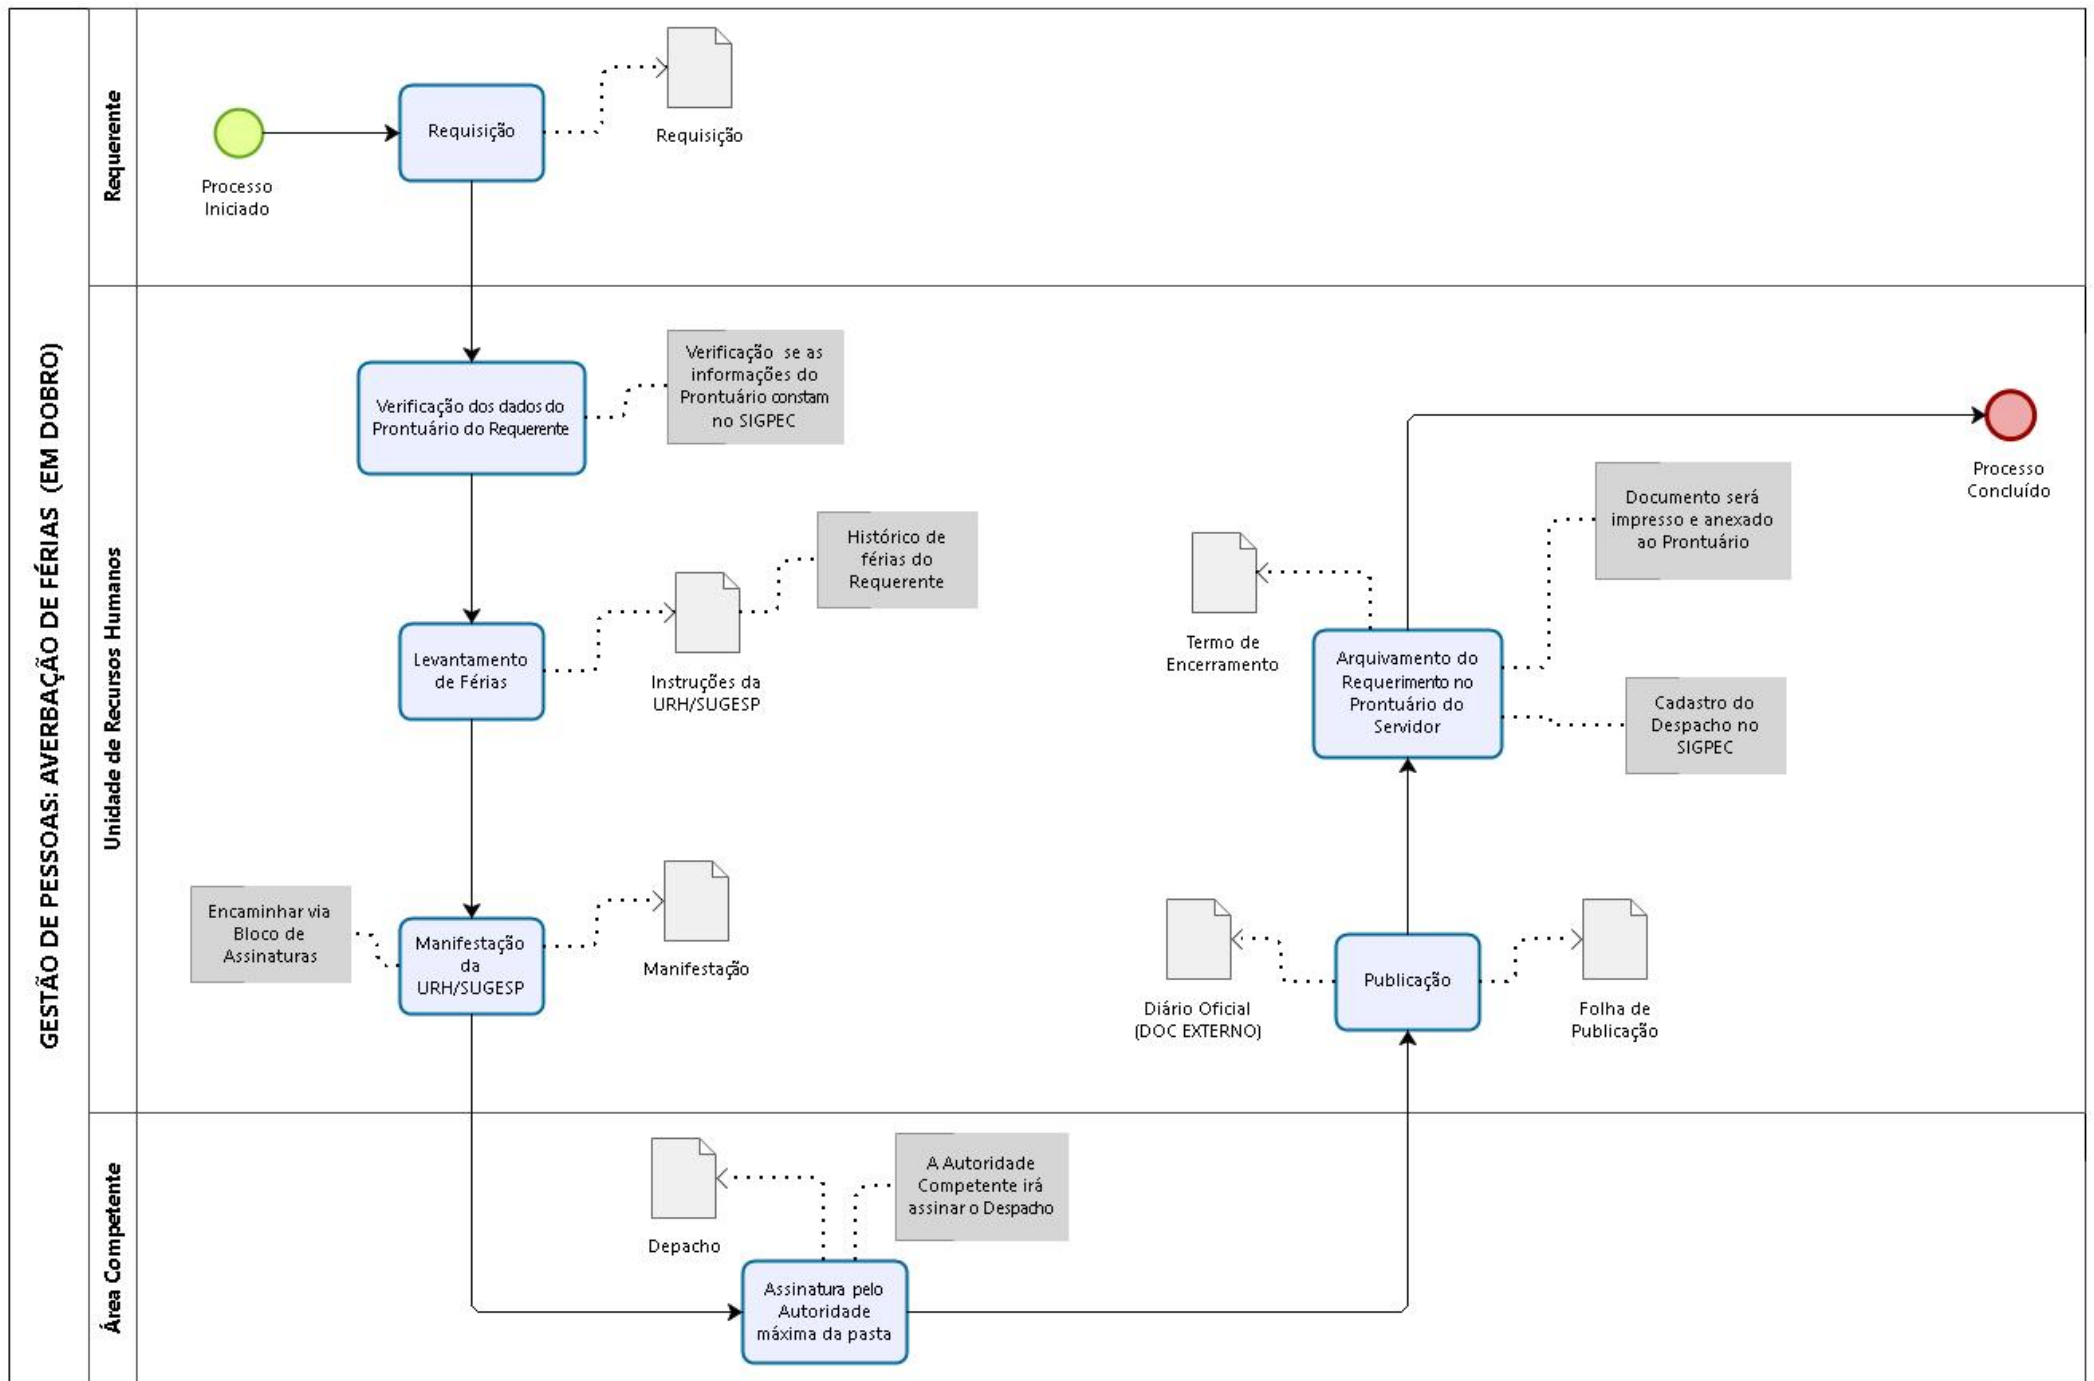 GESTÃO DE PESSOAS: AVERBAÇÃO DE FÉRIAS (EM DOBRO)
Requerente
Processo
Iniciado
Requisição
Requisição
Unidade de Recursos Humanos
Verificação dos dados do
Prontuário do Requerente
Verificação se as
informações do
Prontuário constam
no SIGPEC
Levantamento
de Férias
Instruções da
URH/SUGESP
Histórico de
férias do
Requerente
Encaminhar via
Bloco de
Assinaturas
Manifestação
da
URH/SUGESP
Manifestação
Processo
Concluído
Documento será
impresso e anexado
ao Prontuário
Termo de
Encerramento
Arquivamento do
Requerimento no
Prontuário do
Servidor
Cadastro do
Despacho no
SIGPEC
Diário Oficial
(DOC EXTERNO)
Publicação
Folha de
Publicação
Área Competente
Depacho
A Autoridade
Competente irá
assinar o Despacho
Assinatura pelo
Autoridade
máxima da pasta